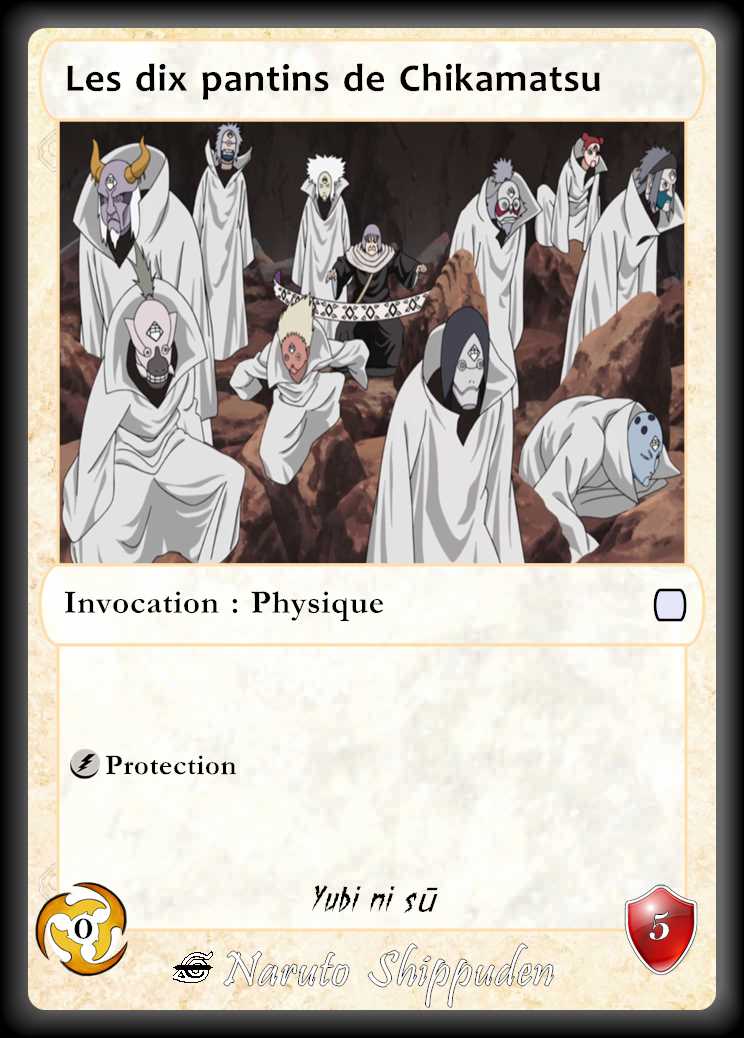 Les dix pantins de Chikamatsu
Invocation : Physique
Protection
Yubi ni sū
0
5
Naruto Shippuden